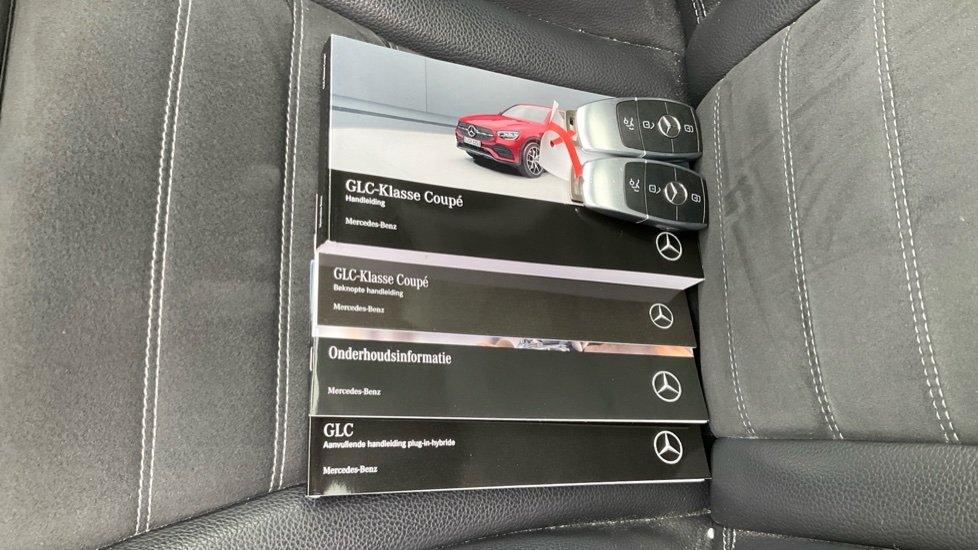 GLC-Klasse Coupé
Handleiding
Mercedes-Benz
GLC-Klasse Coupé
Beknopte handleiding
Mercedes-Benz
Onderhoudsinformatie
Mercedes-Benz
GLC
Aanvullende handleiding plug-in-hybride
Mercedes-Benz